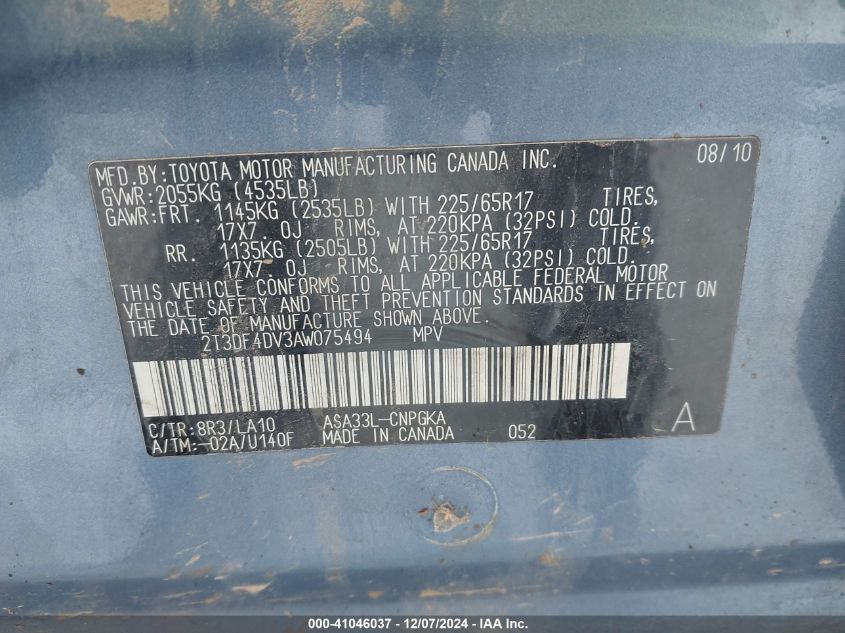 MFD.BY:TOYOTA MOTOR MANUFACTURING CANADA INC. 08/10
GVWR:2055KG (4535LB)
GAWR:FRT. 1145KG (2535LB) WITH 225/65R17 TIRES,
17X7 0J RIMS, AT 220KPA (32PSI) COLD.
RR. 1135KG (2505LB) WITH 225/65R17 TIRES,
17X7 0J RIMS, AT 220KPA (32PSI) COLD.
THIS VEHICLE CONFORMS TO ALL APPLICABLE FEDERAL MOTOR
VEHICLE SAFETY AND THEFT PREVENTION STANDARDS IN EFFECT ON
THE DATE OF MANUFACTURE SHOWN ABOVE.
2T3DF4DV3AW075494 MPV
C/TR:8R3/LA10 ASA33L-CNPGKA
A/TM:-02A/U140F MADE IN CANADA 052 A
000-41046037 - 12/07/2024 - IAA Inc.